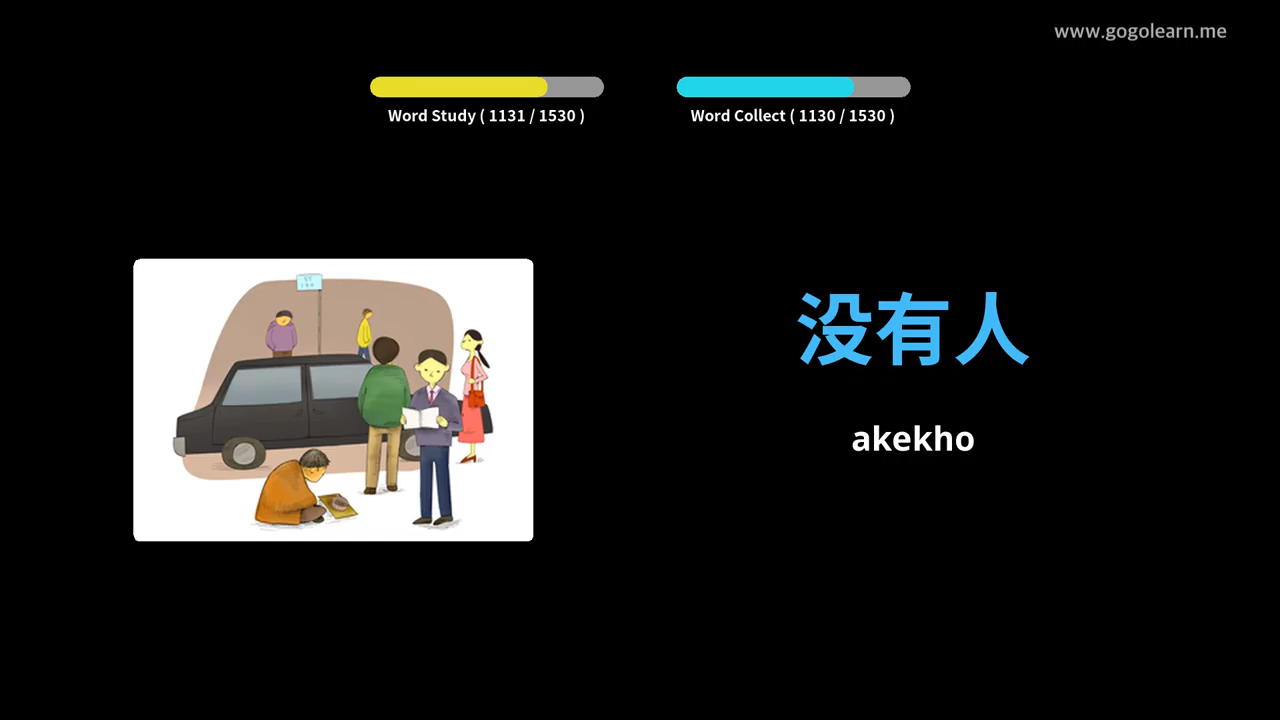 www.gogolearn.me
Word Study ( 1131 / 1530 )
Word Collect ( 1130 / 1530 )
没有人
akekho